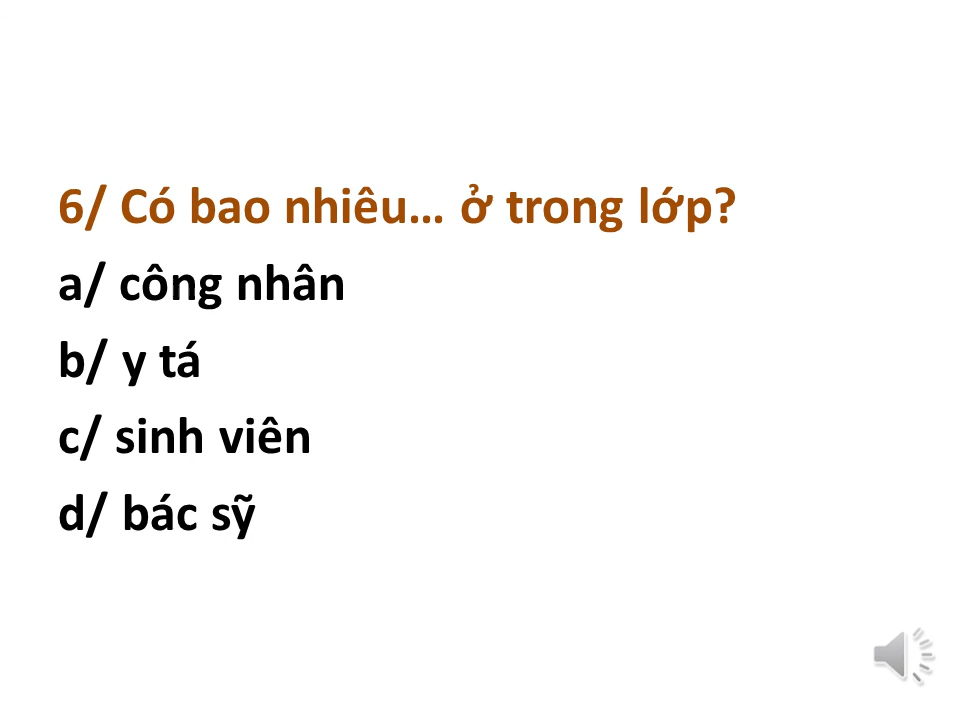 6/ Có bao nhiêu... ở trong lớp?
a/ công nhân
b/ y tá
c/ sinh viên
d/ bác sỹ